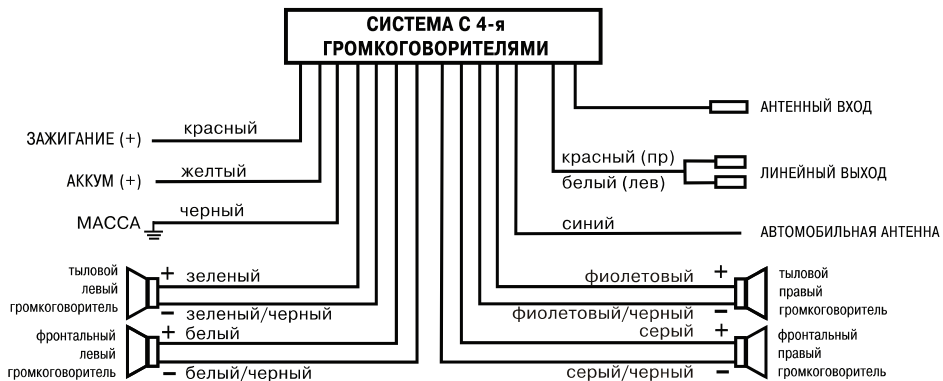 СИСТЕМА С 4-я
ГРОМКОГОВОРИТЕЛЯМИ
ЗАЖИГАНИЕ (+)
красный
АККУМ (+)
желтый
МАССА
черный
тыловой
левый
громкоговоритель
+ зеленый
- зеленый/черный
фронтальный
левый
громкоговоритель
+ белый
- белый/черный
АНТЕННЫЙ ВХОД
красный (пр)
белый (лев)
ЛИНЕЙНЫЙ ВЫХОД
синий
АВТОМОБИЛЬНАЯ АНТЕННА
фиолетовый +
фиолетовый/черный -
тыловой
правый
громкоговоритель
серый +
серый/черный -
фронтальный
правый
громкоговоритель